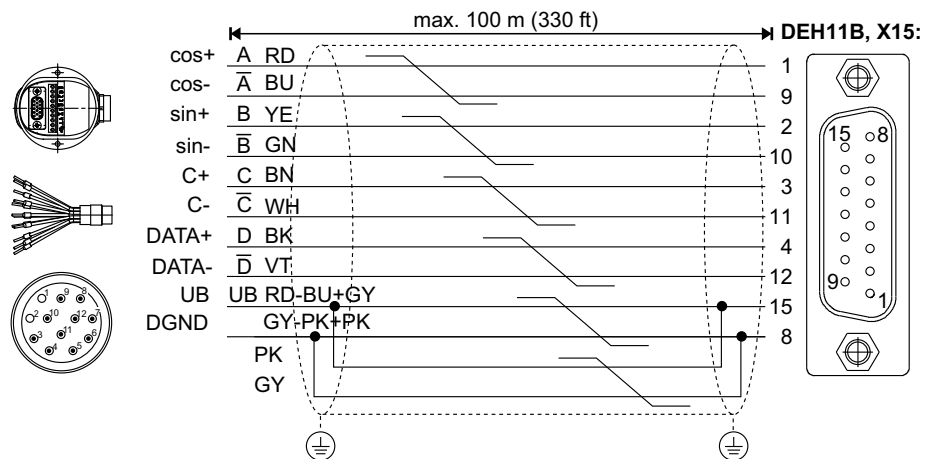 max. 100 m (330 ft)
DEH11B, X15:
cos+ A RD 1
cos- A̅ BU 9
sin+ B YE 2
sin- B̅ GN 10
C+ C BN 3
C- C̅ WH 11
DATA+ D BK 4
DATA- D̅ VT 12
UB UB RD-BU+GY 15
DGND GY-PK+PK 8
PK
GY
15 8
9 1
1 9 8
2 10 12 7
3 11 6
4 5